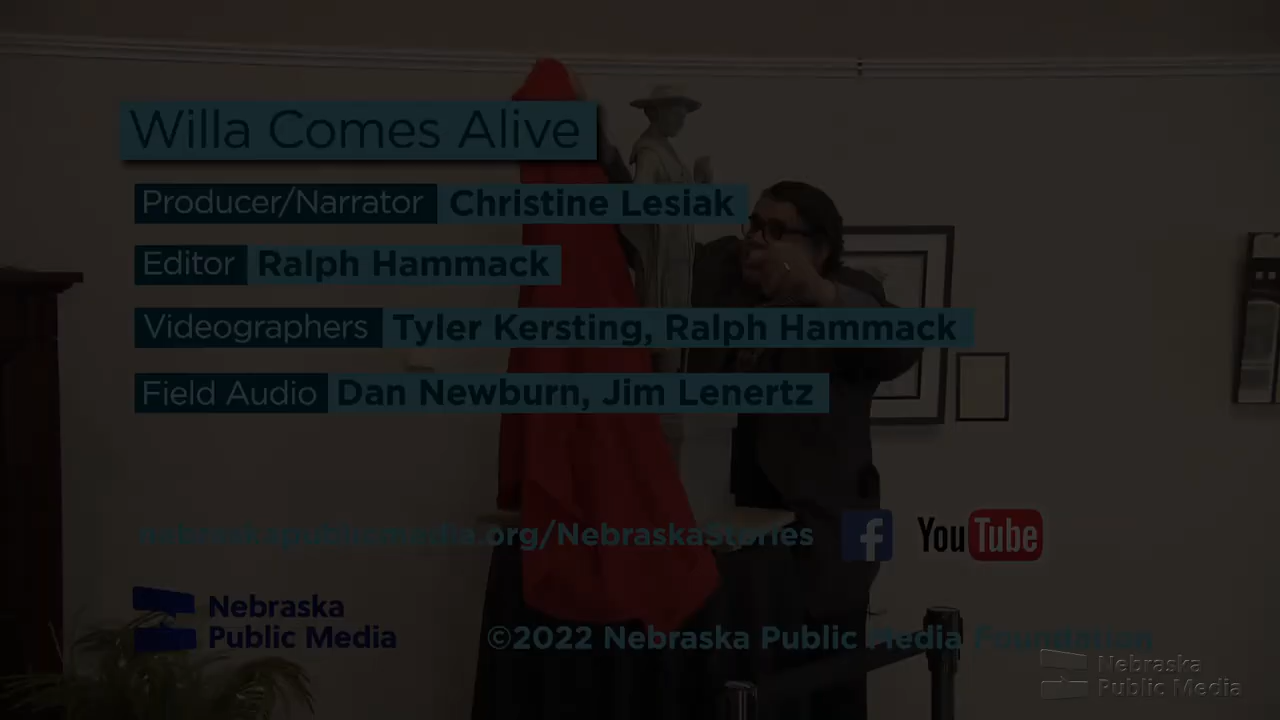 Willa Comes Alive
Producer/Narrator Christine Lesiak
Editor Ralph Hammack
Videographers Tyler Kersting, Ralph Hammack
Field Audio Dan Newburn, Jim Lenertz
nebraskapublicmedia.org/NebraskaStories f YouTube
Nebraska
Public Media
©2022 Nebraska Public Media Foundation
Nebraska
Public Media